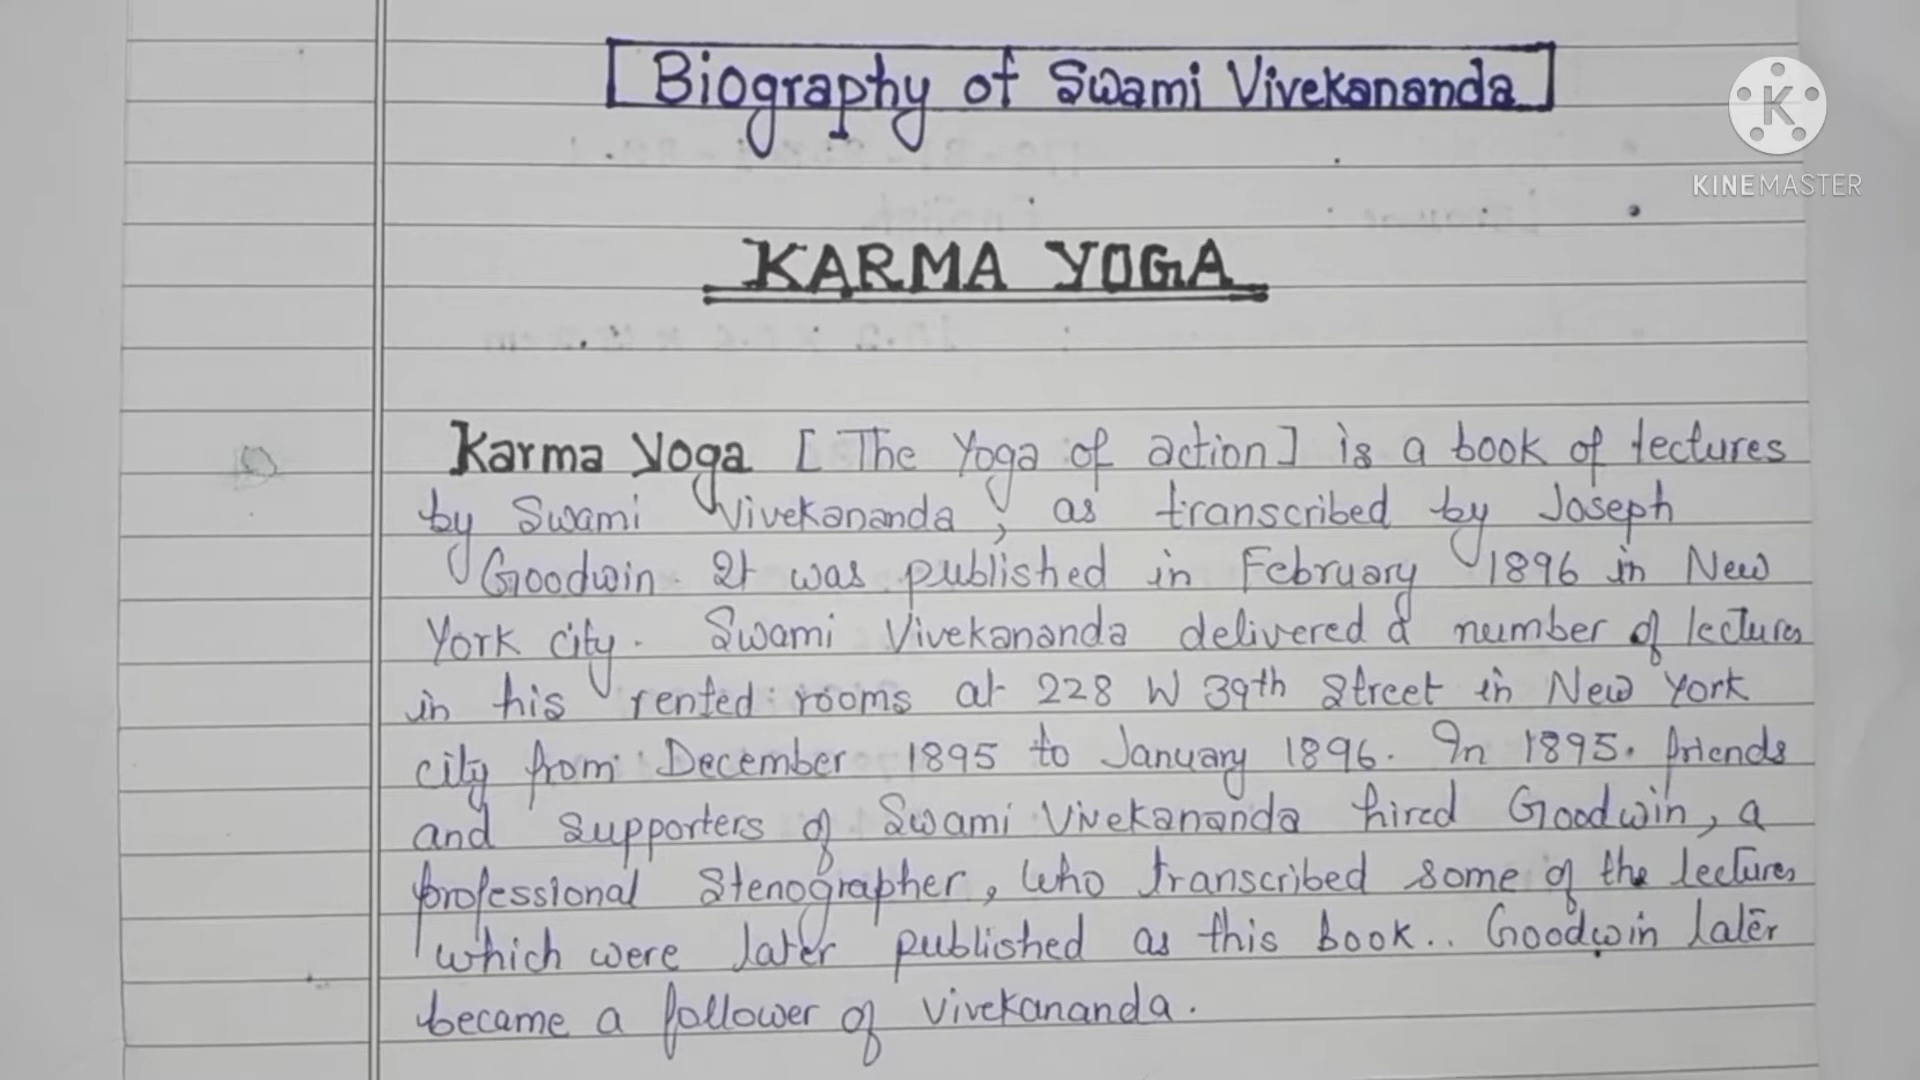 [Biography of Swami Vivekananda]
KINEMASTER
KARMA YOGA
Karma Yoga [The Yoga of action] is a book of lectures
by Swami Vivekananda, as transcribed by Joseph
Goodwin. It was published in February 1896 in New
York city. Swami Vivekananda delivered a number of lectures
in his rented rooms at 228 W 39th Street in New York
city from December 1895 to January 1896. In 1895. friends
and supporters of Swami Vivekananda hired Goodwin, a
professional Stenographer, who transcribed some of the lectures
which were later published as this book.. Goodwin later
became a follower of Vivekananda.